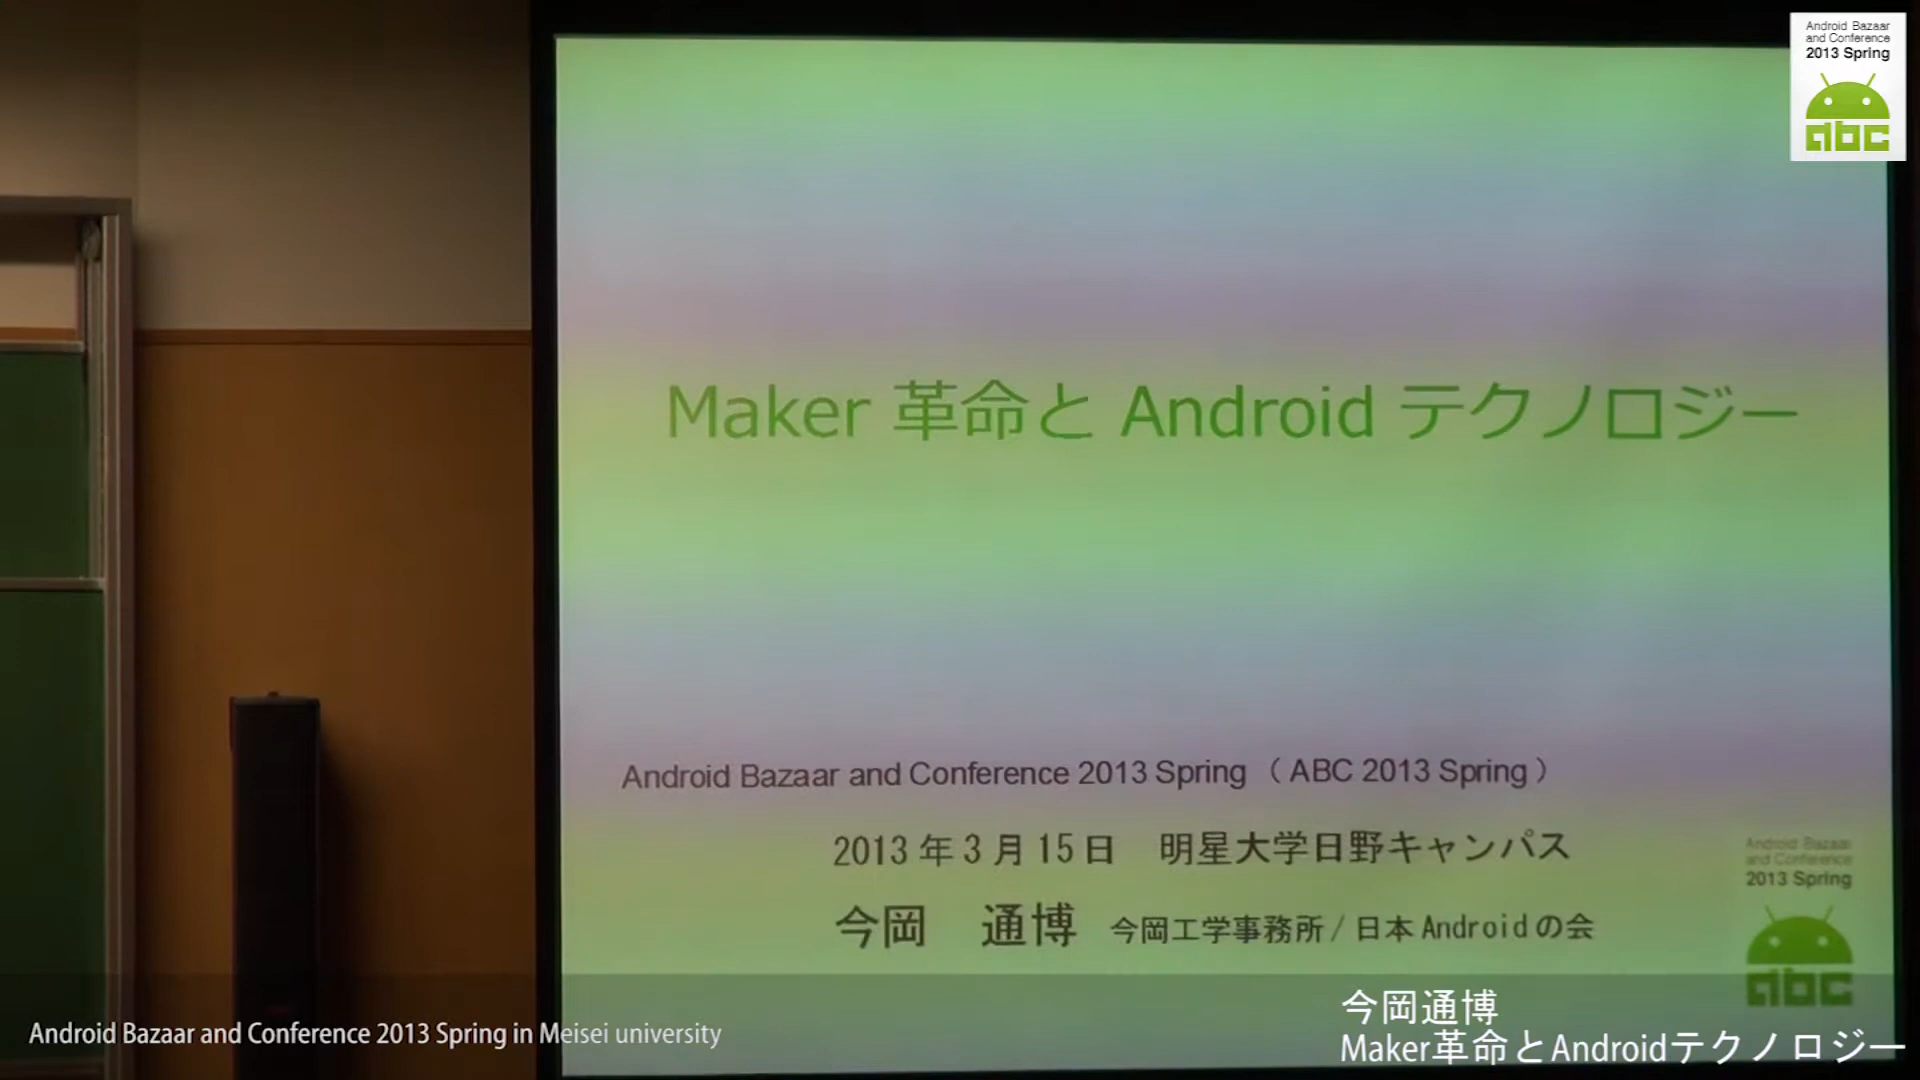 Android Bazaar
and Conference
2013 Spring
abc
Maker 革命と Android テクノロジー
Android Bazaar and Conference 2013 Spring （ ABC 2013 Spring ）
2013 年 3 月 15 日　明星大学日野キャンパス
今岡　通博　今岡工学事務所 / 日本 Android の会
Android Bazaar
and Conference
2013 Spring
abc
Android Bazaar and Conference 2013 Spring in Meisei university
今岡通博
Maker革命とAndroidテクノロジー